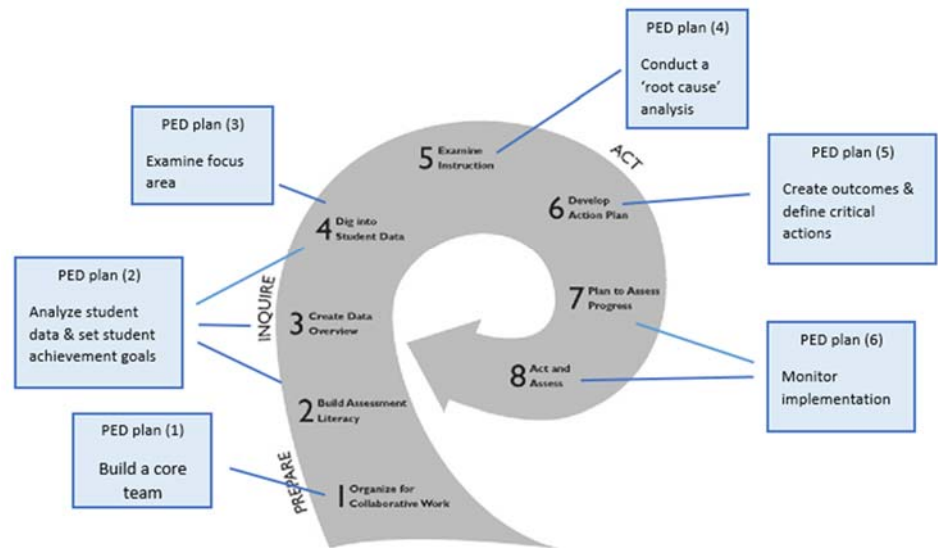 PED plan (4)
Conduct a
‘root cause’
analysis
PED plan (3)
Examine focus
area
5 Examine
Instruction
ACT
PED plan (5)
Create outcomes &
define critical
actions
6 Develop
Action Plan
4 Dig into
Student Data
PED plan (2)
Analyze student
data & set student
achievement goals
INQUIRE
3 Create Data
Overview
7 Plan to Assess
Progress
8 Act and
Assess
PED plan (6)
Monitor
implementation
2 Build Assessment
Literacy
PED plan (1)
Build a core
team
PREPARE
1 Organize for
Collaborative Work